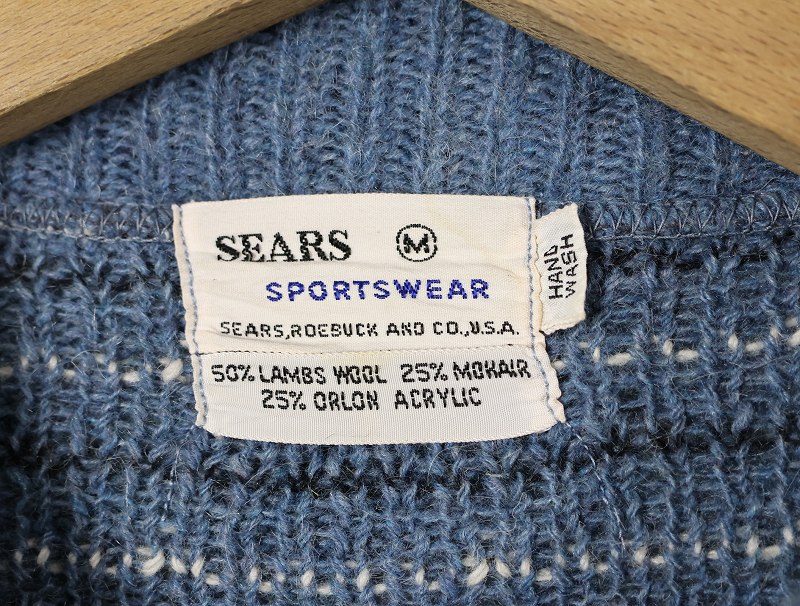 SEARS Ⓜ
SPORTSWEAR
SEARS,ROEBUCK AND CO.,U.S.A.
50% LAMBS WOOL 25% MOHAIR
25% ORLON ACRYLIC
HAND
WASH